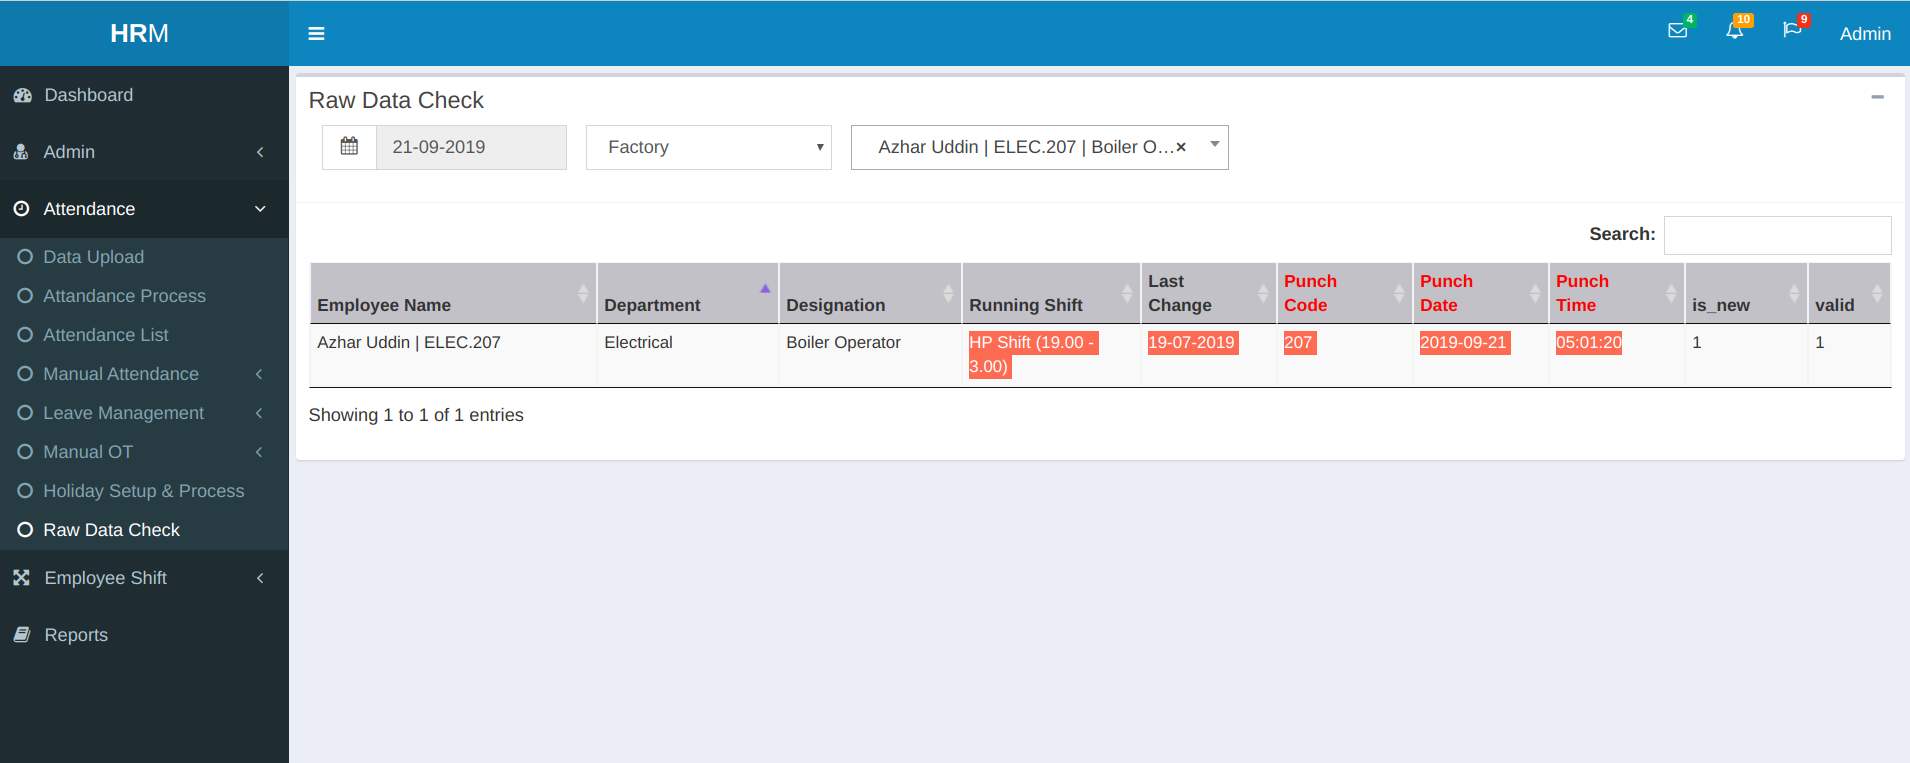 HRM
4
10
9
Admin
Dashboard
Admin
Attendance
Data Upload
Attandance Process
Attendance List
Manual Attendance
Leave Management
Manual OT
Holiday Setup & Process
Raw Data Check
Employee Shift
Reports
Raw Data Check
21-09-2019
Factory
Azhar Uddin | ELEC.207 | Boiler O...×
Search:
Employee Name
Department
Designation
Running Shift
Last
Change
Punch
Code
Punch
Date
Punch
Time
is_new
valid
Azhar Uddin | ELEC.207
Electrical
Boiler Operator
HP Shift (19.00 -
3.00)
19-07-2019
207
2019-09-21
05:01:20
1
1
Showing 1 to 1 of 1 entries